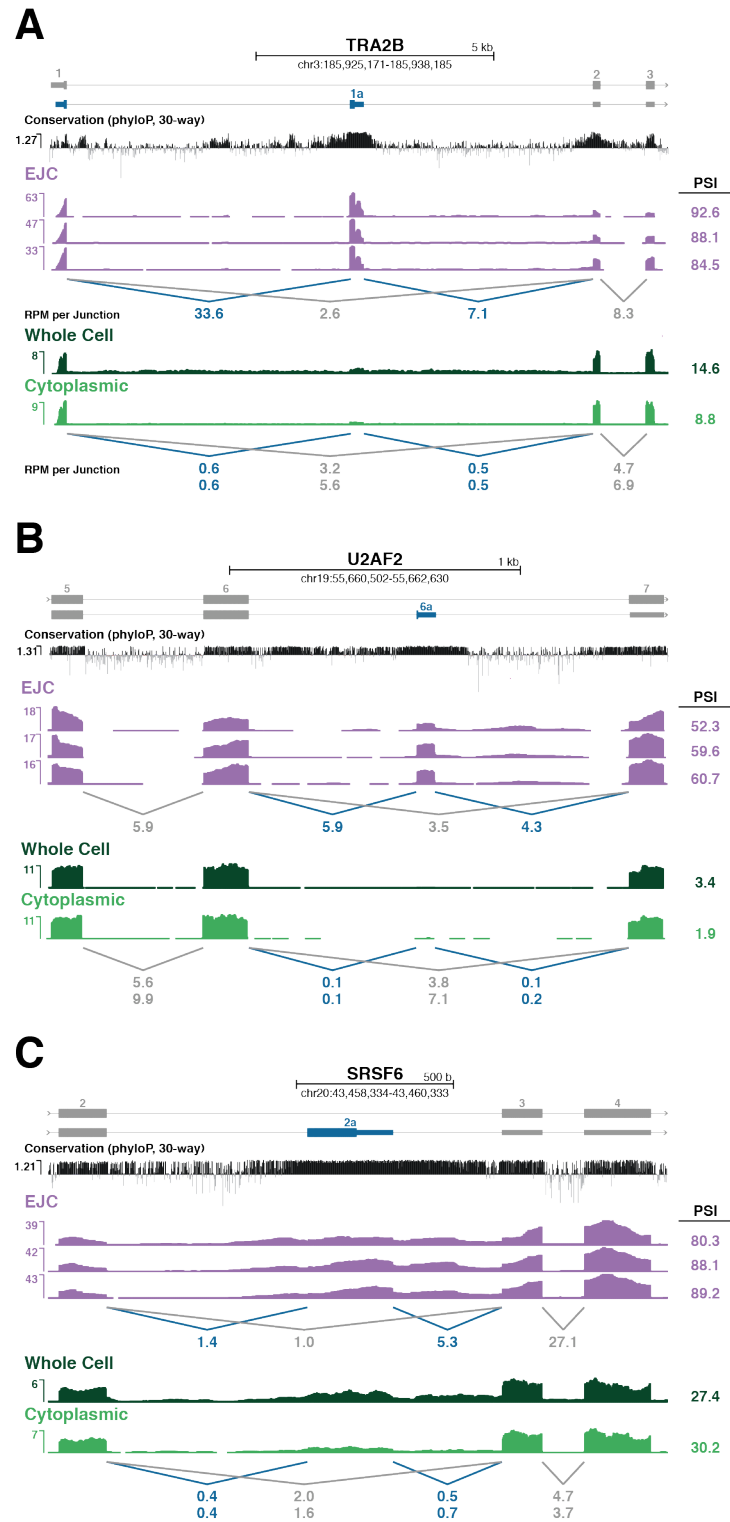 A
TRA2B
5 kb
chr3:185,925,171-185,938,185
1 2 3
1a
Conservation (phyloP, 30-way)
1.27
EJC
PSI
63 92.6
47 88.1
33 84.5
RPM per Junction 33.6 2.6 7.1 8.3
Whole Cell
8 14.6
Cytoplasmic
9 8.8
RPM per Junction 0.6 3.2 0.5 4.7
0.6 5.6 0.5 6.9
B
U2AF2
1 kb
chr19:55,660,502-55,662,630
5 6 7
6a
Conservation (phyloP, 30-way)
1.31
EJC
PSI
18 52.3
17 59.6
16 60.7
5.9 5.9 3.5 4.3
Whole Cell
11 3.4
Cytoplasmic
11 1.9
5.6 0.1 3.8 0.1
9.9 0.1 7.1 0.2
C
SRSF6
500 b
chr20:43,458,334-43,460,333
2 3 4
2a
Conservation (phyloP, 30-way)
1.21
EJC
PSI
39 80.3
42 88.1
43 89.2
1.4 1.0 5.3 27.1
Whole Cell
6 27.4
Cytoplasmic
7 30.2
0.4 2.0 0.5 4.7
0.4 1.6 0.7 3.7